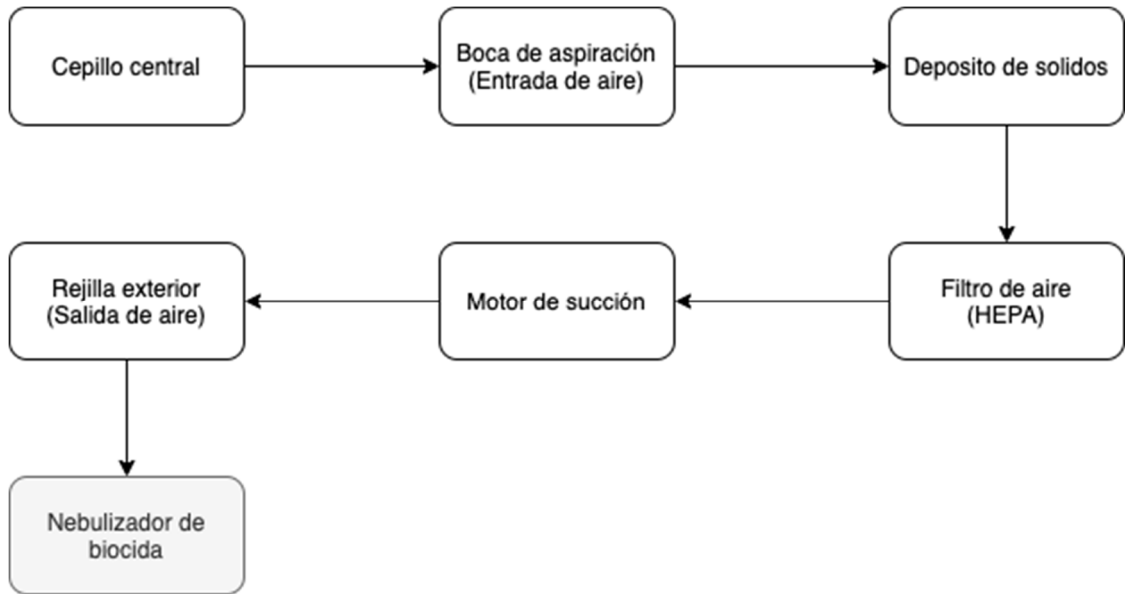 Cepillo central
Boca de aspiración
(Entrada de aire)
Deposito de solidos
Filtro de aire
(HEPA)
Motor de succión
Rejilla exterior
(Salida de aire)
Nebulizador de
biocida